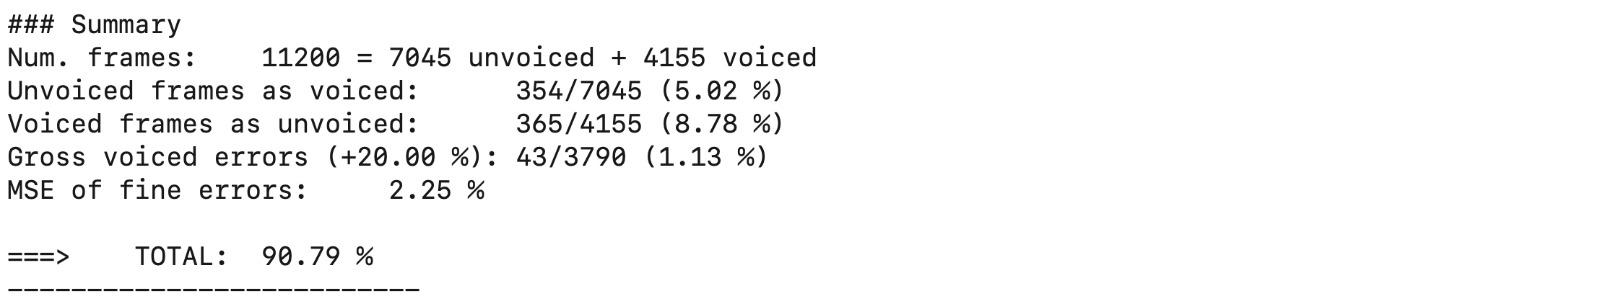 ### Summary
Num. frames:    11200 = 7045 unvoiced + 4155 voiced
Unvoiced frames as voiced:      354/7045 (5.02 %)
Voiced frames as unvoiced:      365/4155 (8.78 %)
Gross voiced errors (+20.00 %): 43/3790 (1.13 %)
MSE of fine errors:     2.25 %

===>    TOTAL:  90.79 %
--------------------------